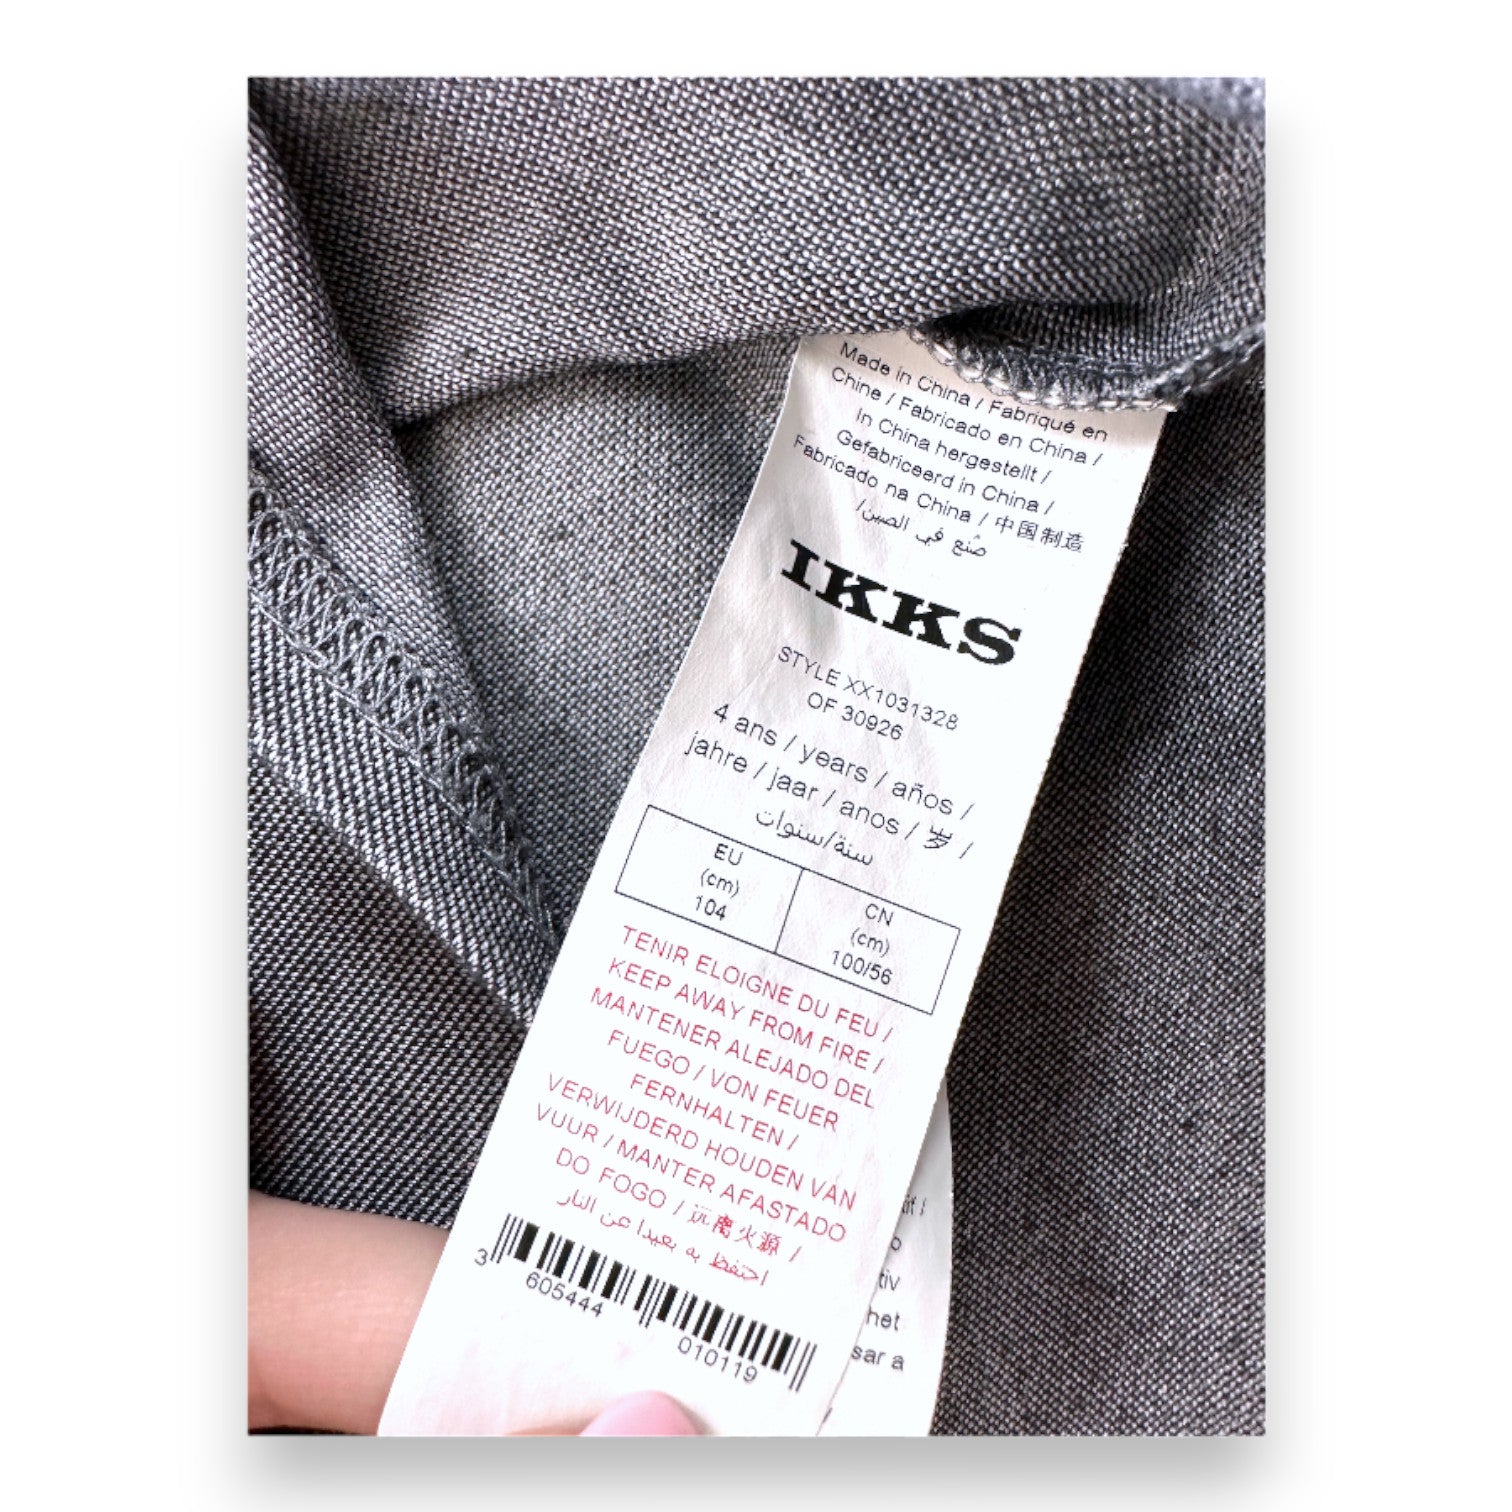 Made in China / Fabriqué en
Chine / Fabricado en China /
In China hergestellt /
Gefabriceerd in China /
Fabricado na China / 中国制造
صُنع في الصين/
IKKS
STYLE XX1031328
OF 30926
4 ans / years / años /
jahre / jaar / anos / 岁 /
سنة/سنوات
EU
(cm)
104
CN
(cm)
100/56
TENIR ELOIGNE DU FEU /
KEEP AWAY FROM FIRE /
MANTENER ALEJADO DEL
FUEGO / VON FEUER
FERNHALTEN /
VERWIJDERD HOUDEN VAN
VUUR / MANTER AFASTADO
DO FOGO / 远离火源 /
احتفظ به بعيدا عن النار
3 605444 010119
tiv
het
sar a